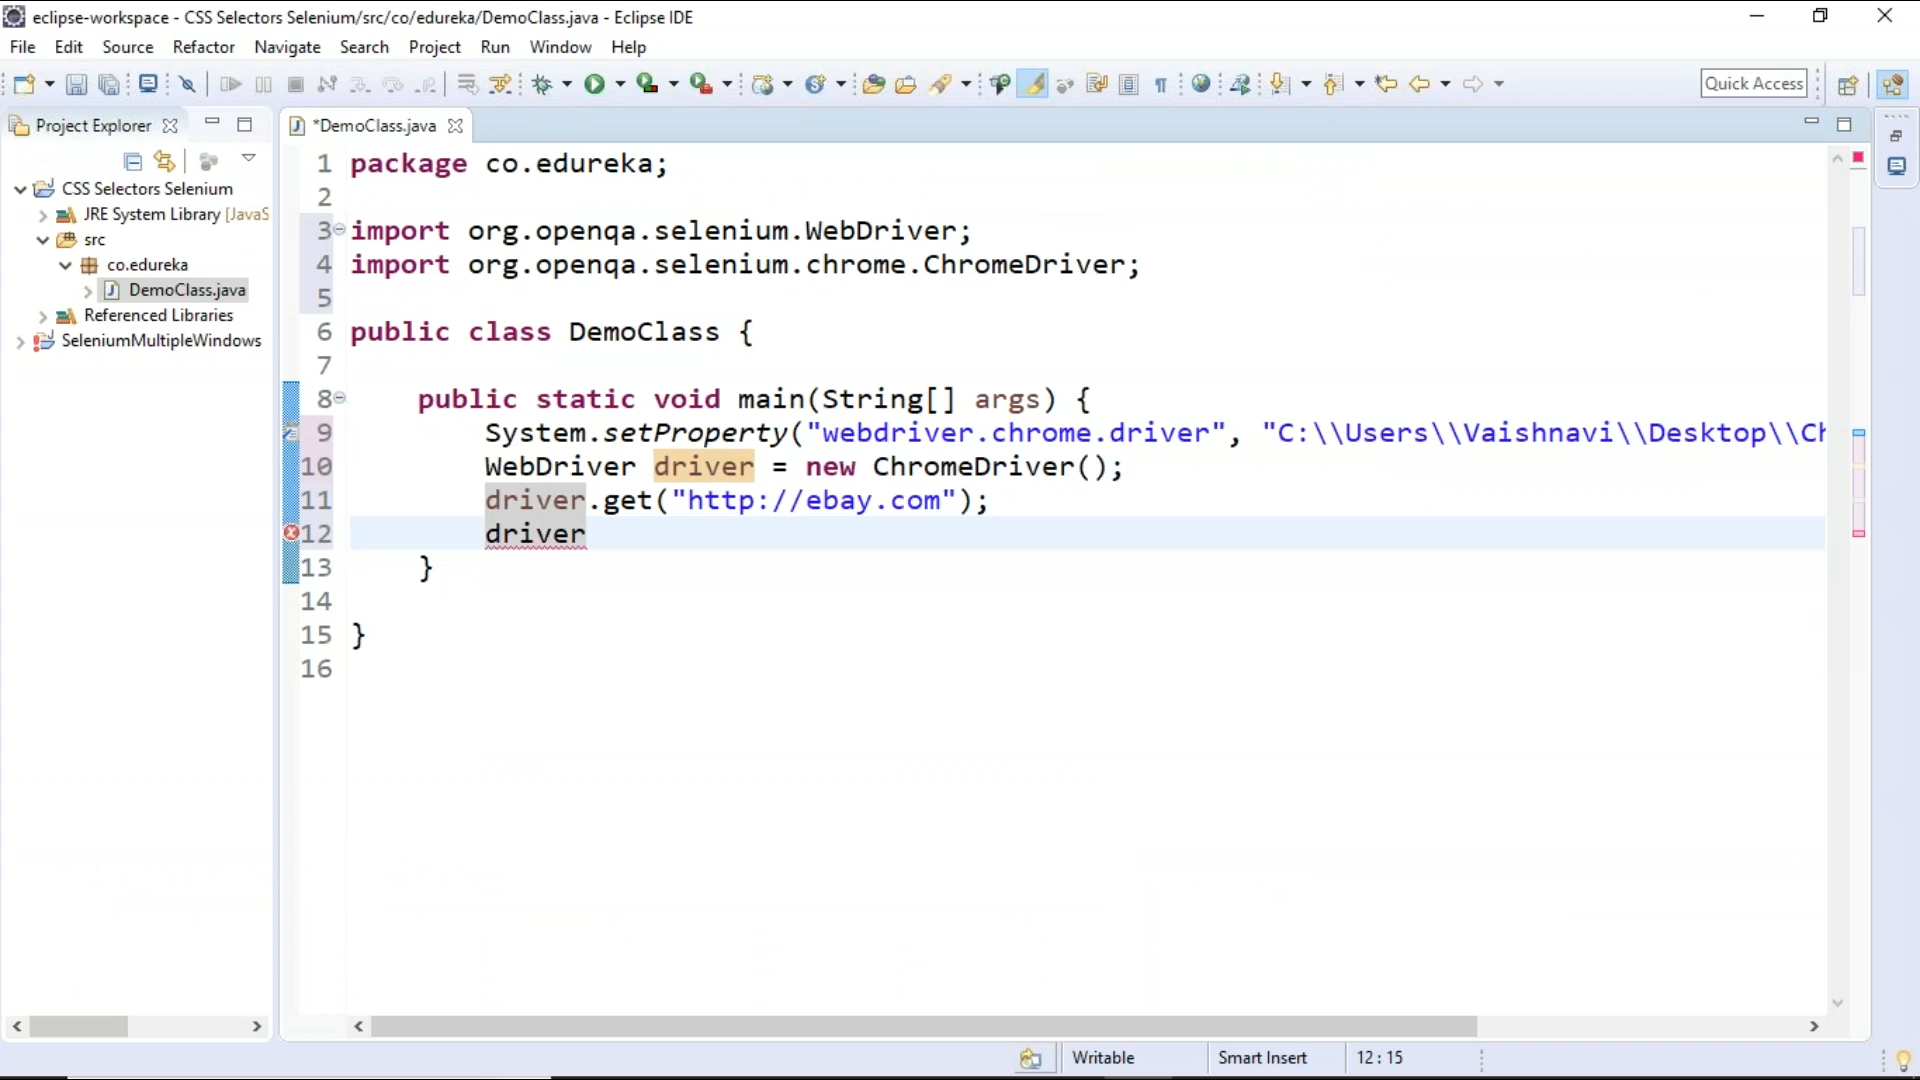 eclipse-workspace - CSS Selectors Selenium/src/co/edureka/DemoClass.java - Eclipse IDE
File Edit Source Refactor Navigate Search Project Run Window Help
Quick Access
Project Explorer
*DemoClass.java
CSS Selectors Selenium
JRE System Library [JavaS
src
co.edureka
DemoClass.java
Referenced Libraries
SeleniumMultipleWindows
1 package co.edureka;
2
3 import org.openqa.selenium.WebDriver;
4 import org.openqa.selenium.chrome.ChromeDriver;
5
6 public class DemoClass {
7
8 public static void main(String[] args) {
9 System.setProperty("webdriver.chrome.driver", "C:\\Users\\Vaishnavi\\Desktop\\Ch
10 WebDriver driver = new ChromeDriver();
11 driver.get("http://ebay.com");
12 driver
13 }
14
15 }
16
Writable Smart Insert 12 : 15